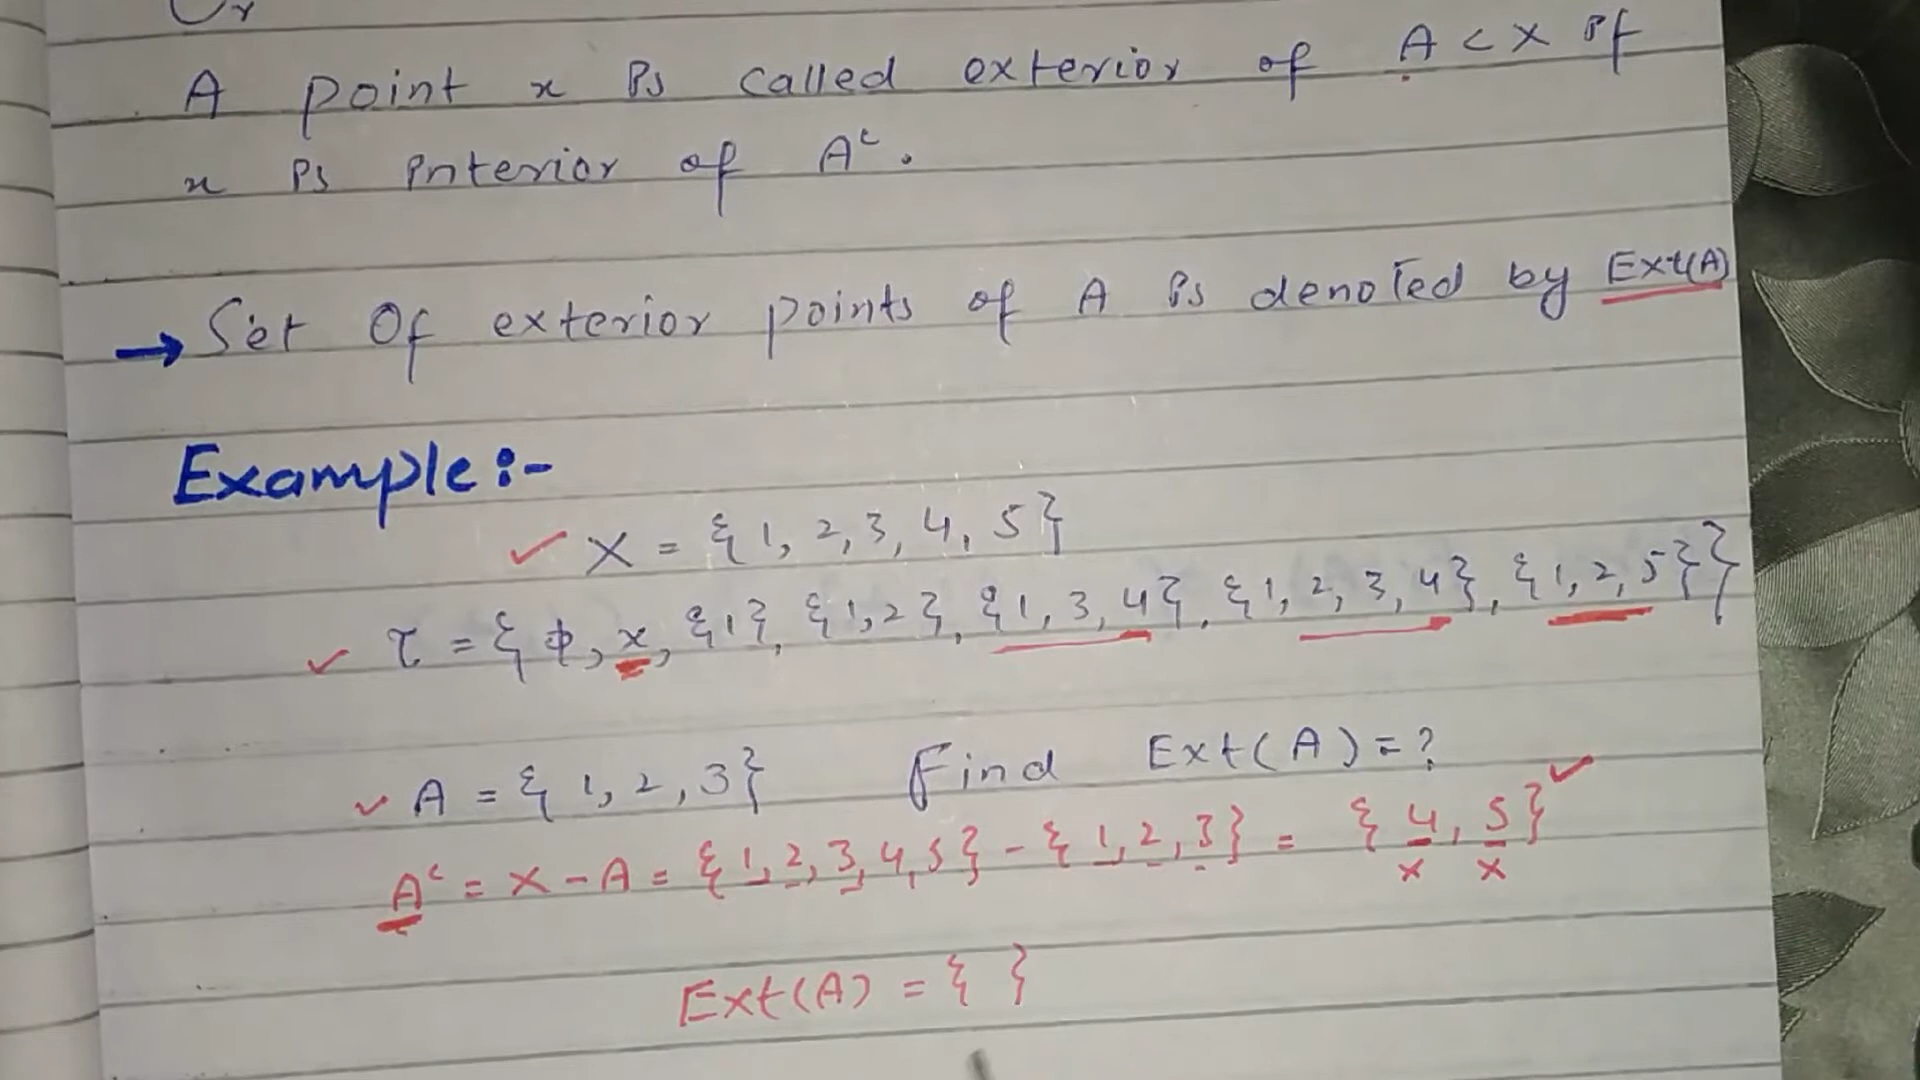 Or
A point x is called exterior of A ⊂ X if
x is interior of Aᶜ.
→ Set Of exterior points of A is denoted by Ext(A)
Example:-
✓ X = {1, 2, 3, 4, 5}
✓ τ = {ϕ, x, {1}, {1,2}, {1, 3, 4}, {1, 2, 3, 4}, {1, 2, 5}}
✓ A = {1, 2, 3} Find Ext(A) = ?
Aᶜ = X - A = {1, 2, 3, 4, 5} - {1, 2, 3} = {4, 5} ✓
x x
Ext(A) = { }